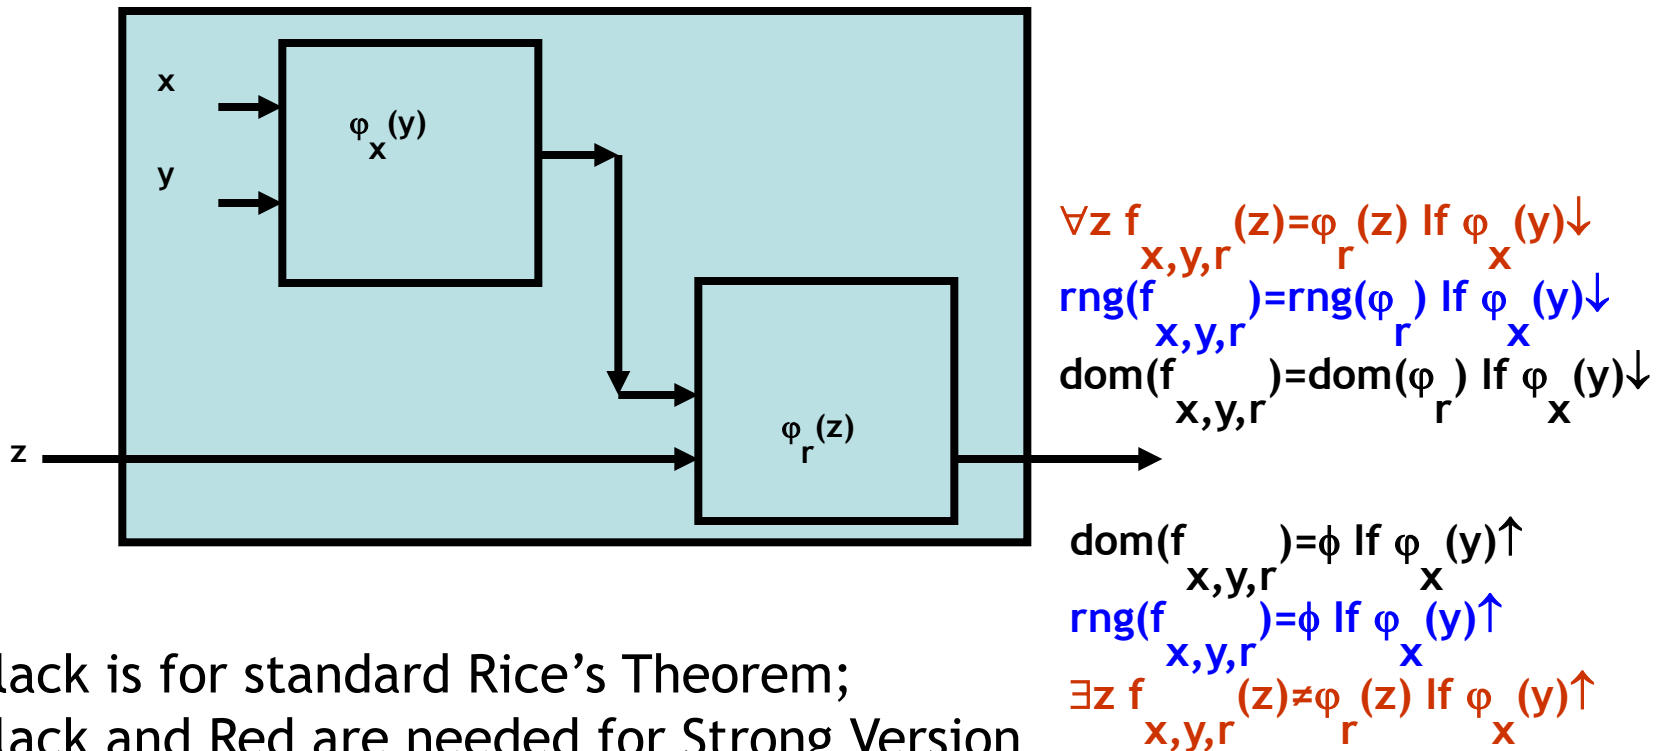 x
φx(y)
y
∀z fx,y,r(z)=φr(z) If φx(y)↓
rng(fx,y,r)=rng(φr) If φx(y)↓
dom(fx,y,r)=dom(φr) If φx(y)↓
φr(z)
z
dom(fx,y,r)=ϕ If φx(y)↑
rng(fx,y,r)=ϕ If φx(y)↑
∃z fx,y,r(z)≠φr(z) If φx(y)↑
lack is for standard Rice’s Theorem;
lack and Red are needed for Strong Version